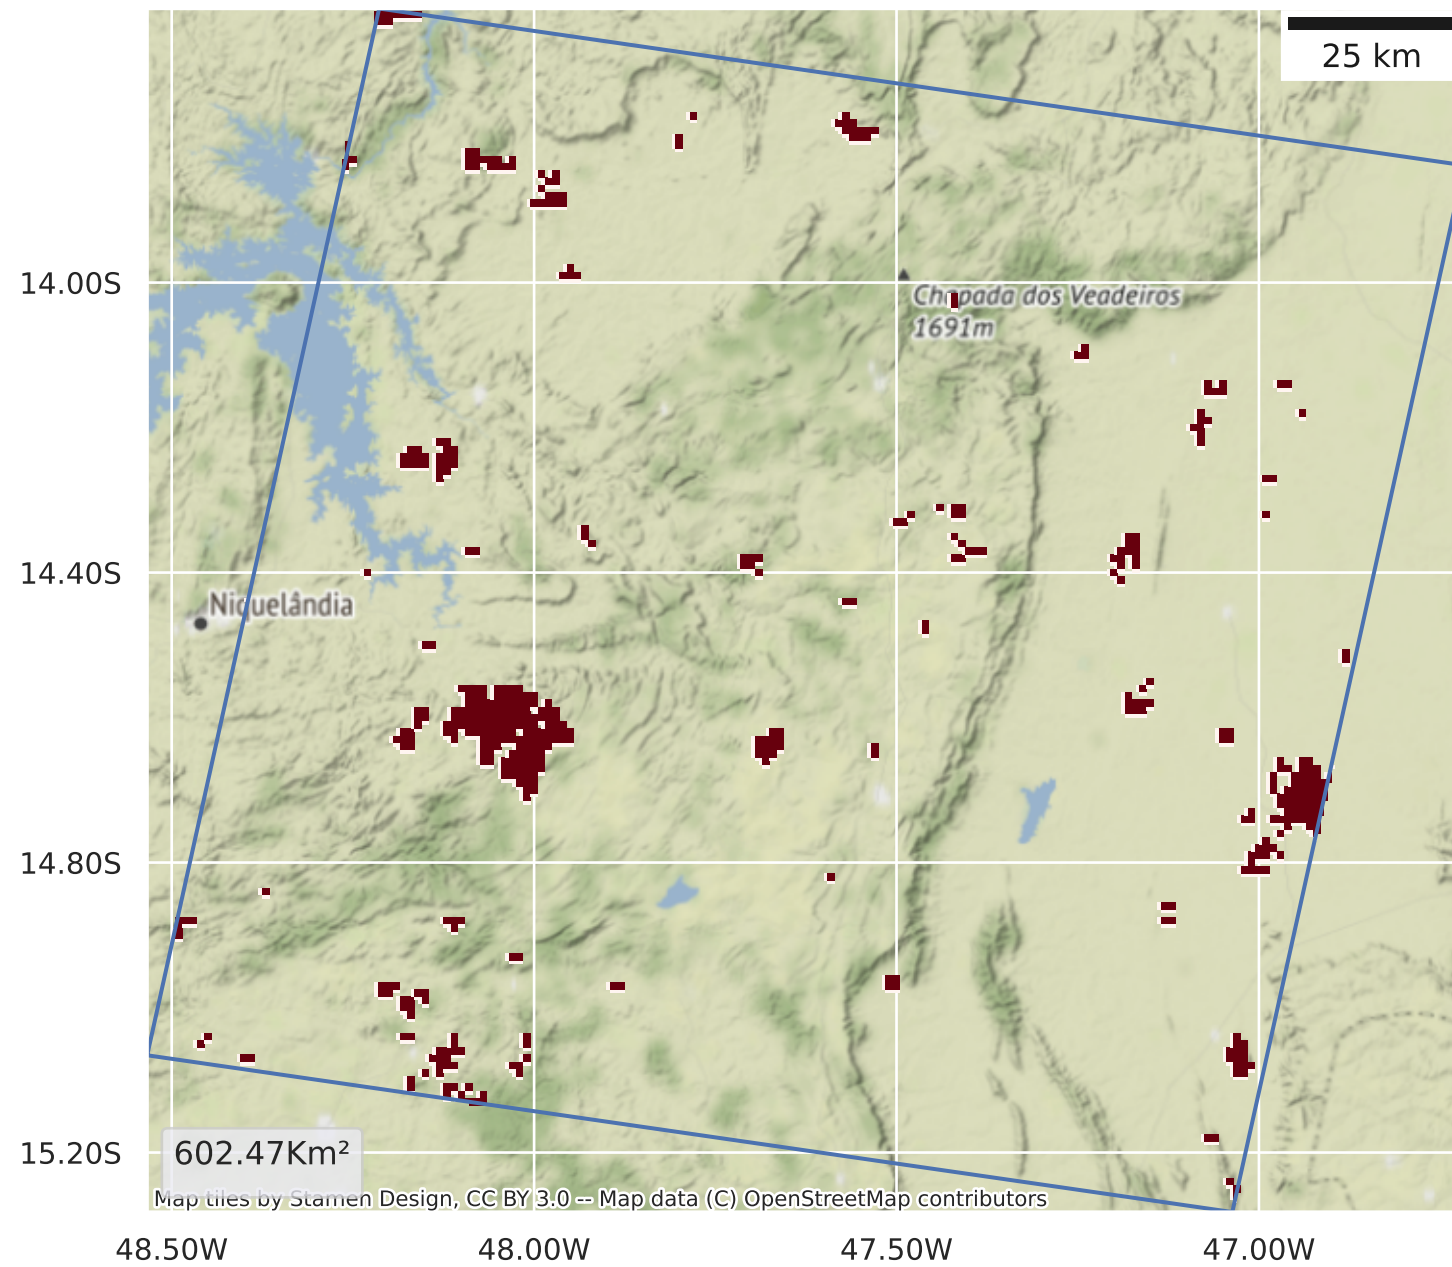 25 km
14.00S
Chapada dos Veadeiros
1691m
14.40S
Niquelândia
14.80S
15.20S
602.47Km²
Map tiles by Stamen Design, CC BY 3.0 -- Map data (C) OpenStreetMap contributors
48.50W 48.00W 47.50W 47.00W